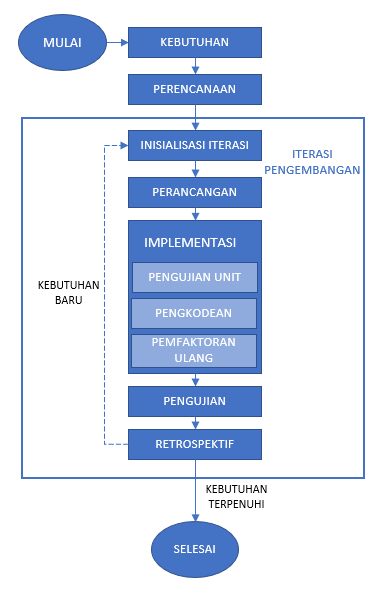 MULAI
KEBUTUHAN
PERENCANAAN
INISIALISASI ITERASI
ITERASI
PENGEMBANGAN
PERANCANGAN
IMPLEMENTASI
PENGUJIAN UNIT
PENGKODEAN
PEMFAKTORAN
ULANG
KEBUTUHAN
BARU
PENGUJIAN
RETROSPEKTIF
KEBUTUHAN
TERPENUHI
SELESAI